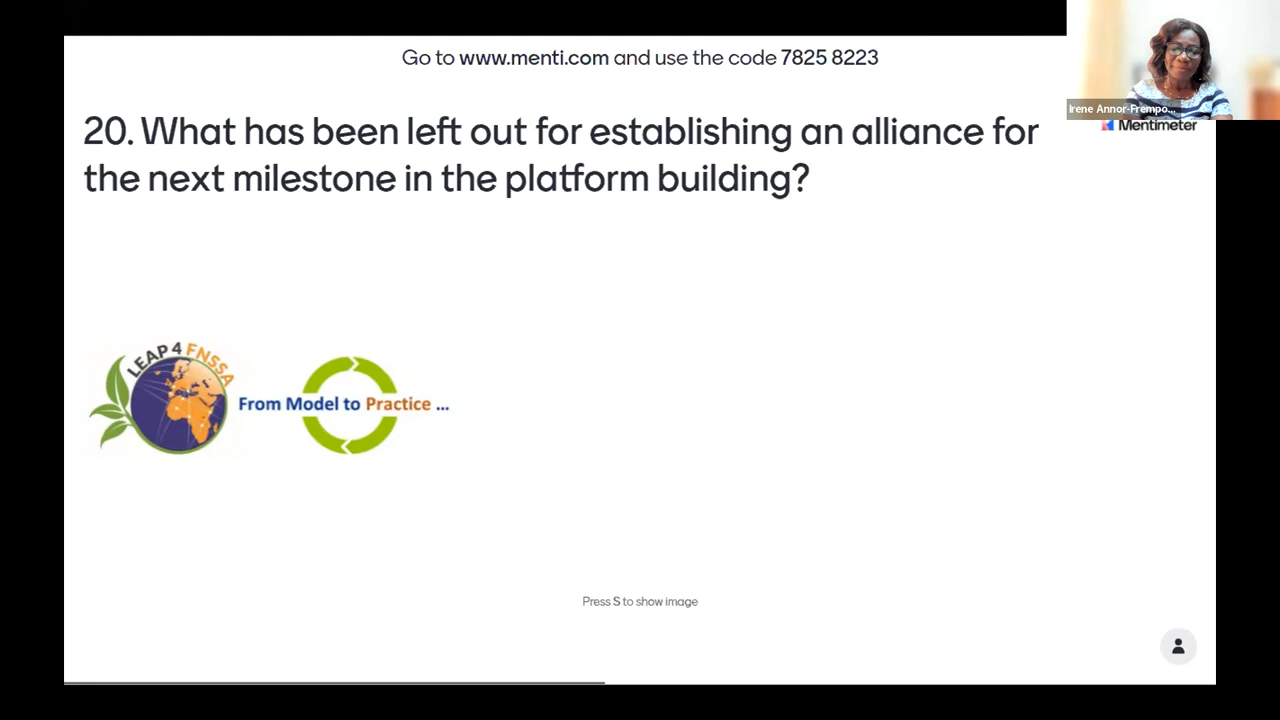 Go to www.menti.com and use the code 7825 8223
Irene Annor-Frempo...
Mentimeter
20. What has been left out for establishing an alliance for
the next milestone in the platform building?
LEAP 4 FNSSA
From Model to Practice ...
Press S to show image